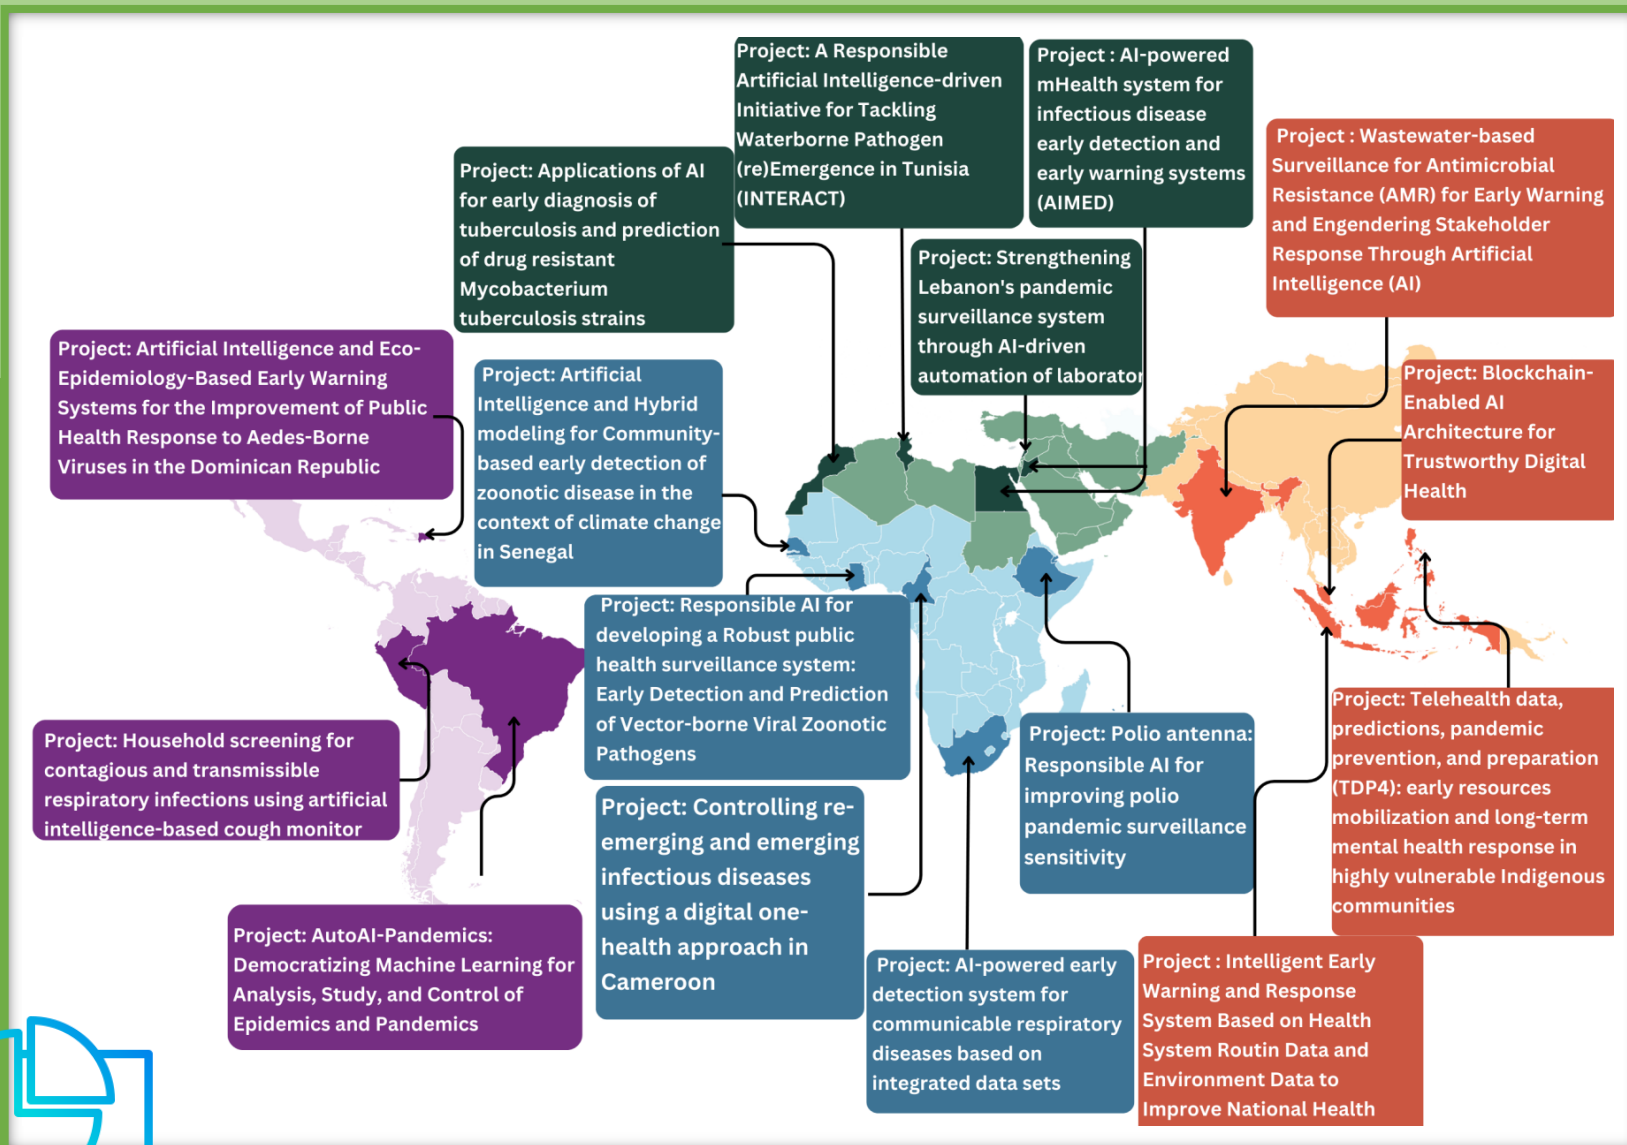 Project: A Responsible
Artificial Intelligence-driven
Initiative for Tackling
Waterborne Pathogen
(re)Emergence in Tunisia
(INTERACT)
Project : AI-powered
mHealth system for
infectious disease
early detection and
early warning systems
(AIMED)
Project : Wastewater-based
Surveillance for Antimicrobial
Resistance (AMR) for Early Warning
and Engendering Stakeholder
Response Through Artificial
Intelligence (AI)
Project: Applications of AI
for early diagnosis of
tuberculosis and prediction
of drug resistant
Mycobacterium
tuberculosis strains
Project: Strengthening
Lebanon's pandemic
surveillance system
through AI-driven
automation of laborator
Project: Artificial Intelligence and Eco-
Epidemiology-Based Early Warning
Systems for the Improvement of Public
Health Response to Aedes-Borne
Viruses in the Dominican Republic
Project: Artificial
Intelligence and Hybrid
modeling for Community-
based early detection of
zoonotic disease in the
context of climate change
in Senegal
Project: Blockchain-
Enabled AI
Architecture for
Trustworthy Digital
Health
Project: Responsible AI for
developing a Robust public
health surveillance system:
Early Detection and Prediction
of Vector-borne Viral Zoonotic
Pathogens
Project: Household screening for
contagious and transmissible
respiratory infections using artificial
intelligence-based cough monitor
Project: Polio antenna:
Responsible AI for
improving polio
pandemic surveillance
sensitivity
Project: Telehealth data,
predictions, pandemic
prevention, and preparation
(TDP4): early resources
mobilization and long-term
mental health response in
highly vulnerable Indigenous
communities
Project: Controlling re-
emerging and emerging
infectious diseases
using a digital one-
health approach in
Cameroon
Project: AutoAI-Pandemics:
Democratizing Machine Learning for
Analysis, Study, and Control of
Epidemics and Pandemics
Project: AI-powered early
detection system for
communicable respiratory
diseases based on
integrated data sets
Project : Intelligent Early
Warning and Response
System Based on Health
System Routin Data and
Environment Data to
Improve National Health